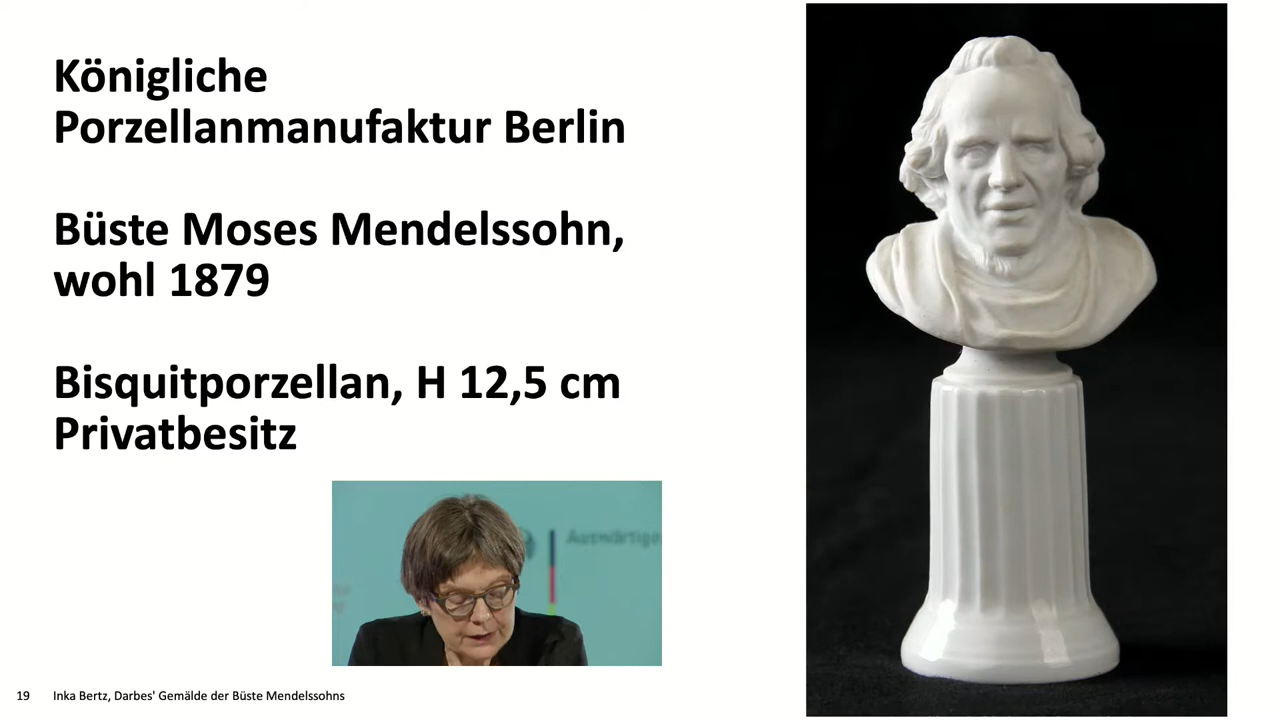 Königliche
Porzellanmanufaktur Berlin
Büste Moses Mendelssohn,
wohl 1879
Bisquitporzellan, H 12,5 cm
Privatbesitz
Auswärtige
19 Inka Bertz, Darbes' Gemälde der Büste Mendelssohns